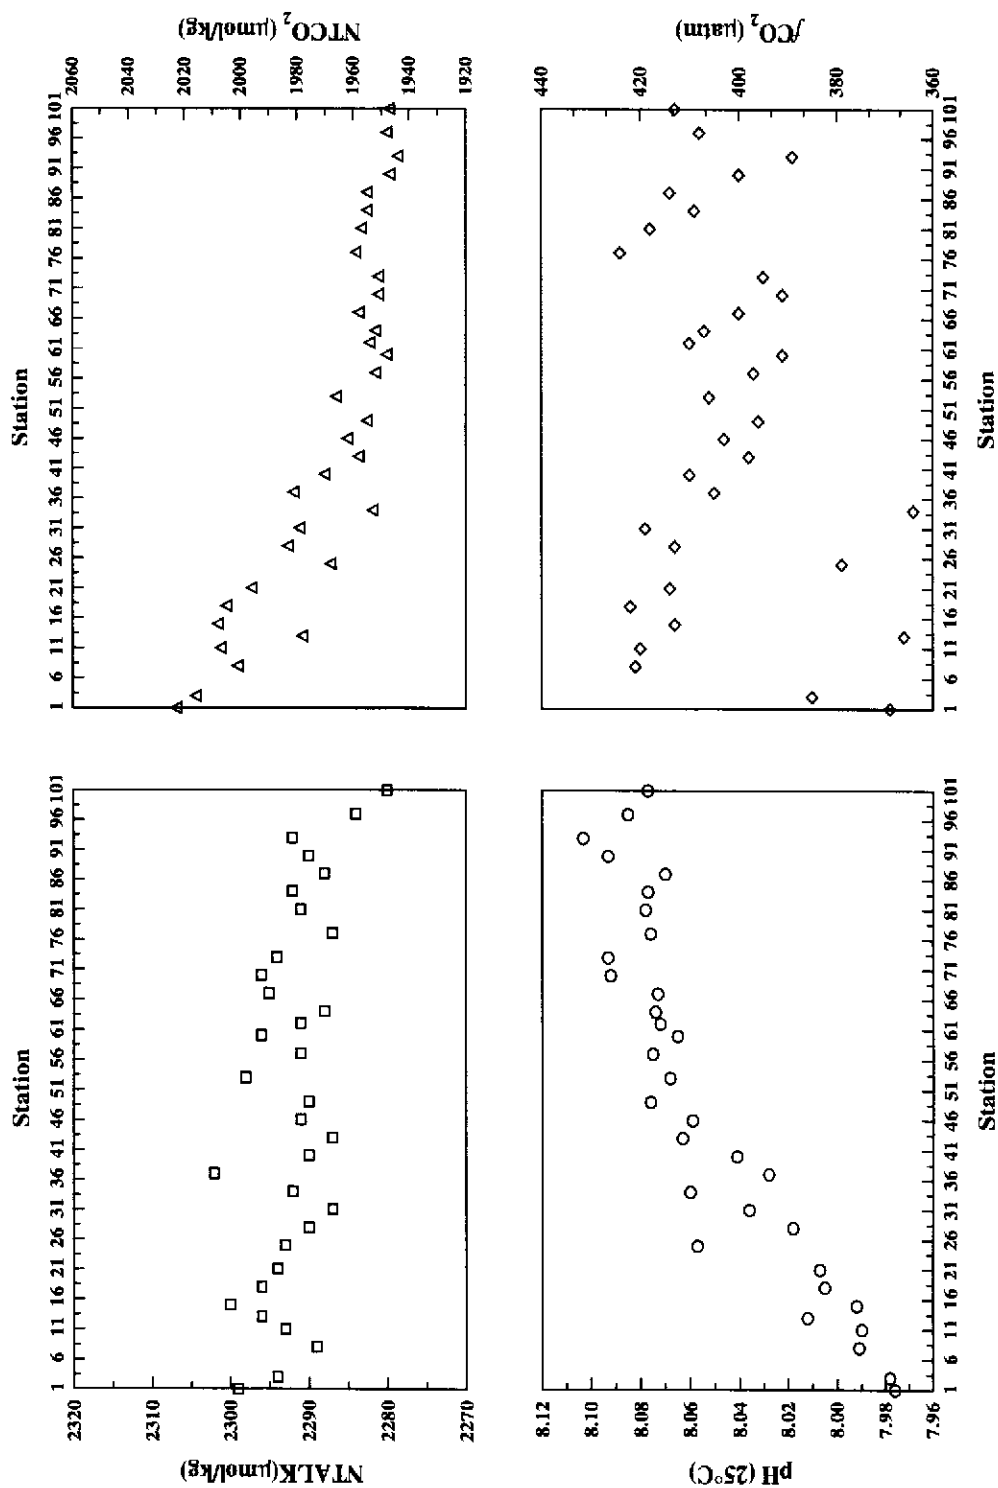 Station
1 6 11 16 21 26 31 36 41 46 51 56 61 66 71 76 81 86 91 96 101
NTALK(μmol/kg)
2320
2310
2300
2290
2280
2270
Station
1 6 11 16 21 26 31 36 41 46 51 56 61 66 71 76 81 86 91 96 101
2060
2040
2020
2000
1980
1960
1940
1920
NTCO₂ (μmol/kg)
pH (25°C)
8.12
8.10
8.08
8.06
8.04
8.02
8.00
7.98
7.96
1 6 11 16 21 26 31 36 41 46 51 56 61 66 71 76 81 86 91 96 101
Station
440
420
400
380
360
fCO₂ (μatm)
1 6 11 16 21 26 31 36 41 46 51 56 61 66 71 76 81 86 91 96 101
Station